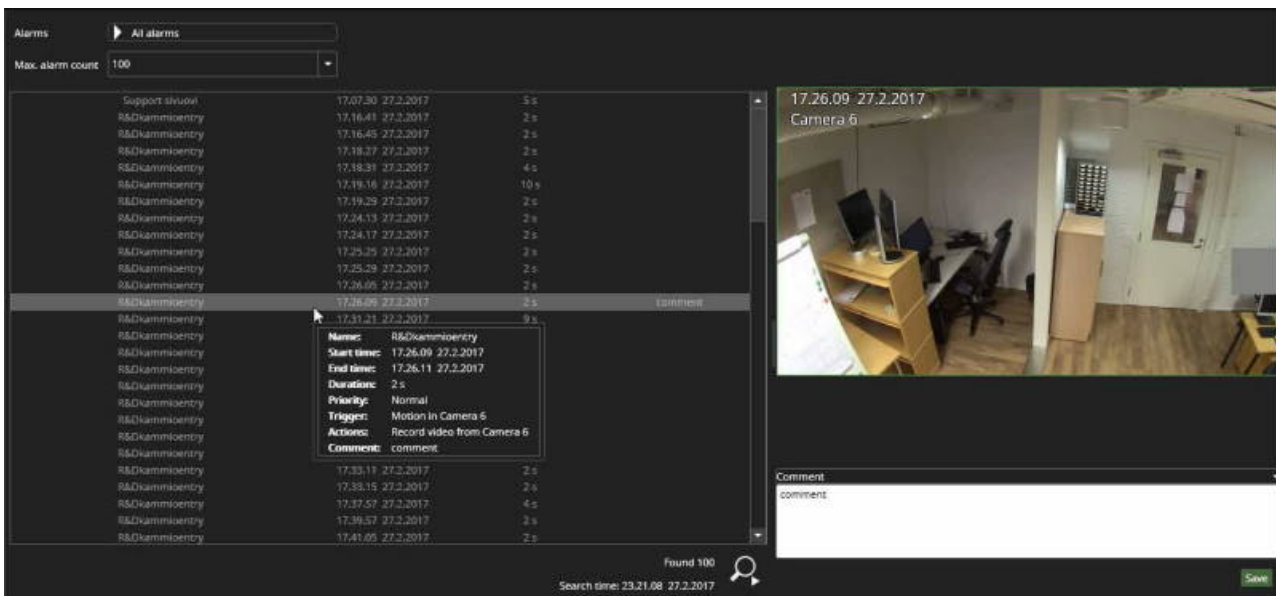 Alarms All alarms
Max. alarm count 100
Support sivuovi 17.07.30 27.2.2017 5 s
R&Dkammioentry 17.16.41 27.2.2017 2 s
R&Dkammioentry 17.16.45 27.2.2017 2 s
R&Dkammioentry 17.18.27 27.2.2017 2 s
R&Dkammioentry 17.18.31 27.2.2017 4 s
R&Dkammioentry 17.19.16 27.2.2017 10 s
R&Dkammioentry 17.19.29 27.2.2017 2 s
R&Dkammioentry 17.24.13 27.2.2017 2 s
R&Dkammioentry 17.24.17 27.2.2017 2 s
R&Dkammioentry 17.25.25 27.2.2017 2 s
R&Dkammioentry 17.25.29 27.2.2017 2 s
R&Dkammioentry 17.26.05 27.2.2017 2 s
R&Dkammioentry 17.26.09 27.2.2017 2 s comment
R&Dkammioentry 17.31.21 27.2.2017 9 s
R&Dkammioentry
R&Dkammioentry
R&Dkammioentry
R&Dkammioentry
R&Dkammioentry
R&Dkammioentry
R&Dkammioentry
R&Dkammioentry
Name: R&Dkammioentry
Start time: 17.26.09 27.2.2017
End time: 17.26.11 27.2.2017
Duration: 2 s
Priority: Normal
Trigger: Motion in Camera 6
Actions: Record video from Camera 6
Comment: comment
R&Dkammioentry 17.33.11 27.2.2017 2 s
R&Dkammioentry 17.33.15 27.2.2017 2 s
R&Dkammioentry 17.37.57 27.2.2017 4 s
R&Dkammioentry 17.39.57 27.2.2017 2 s
R&Dkammioentry 17.41.05 27.2.2017 2 s
Found 100
Search time: 23.21.08 27.2.2017
17.26.09 27.2.2017
Camera 6
Comment
comment
Save